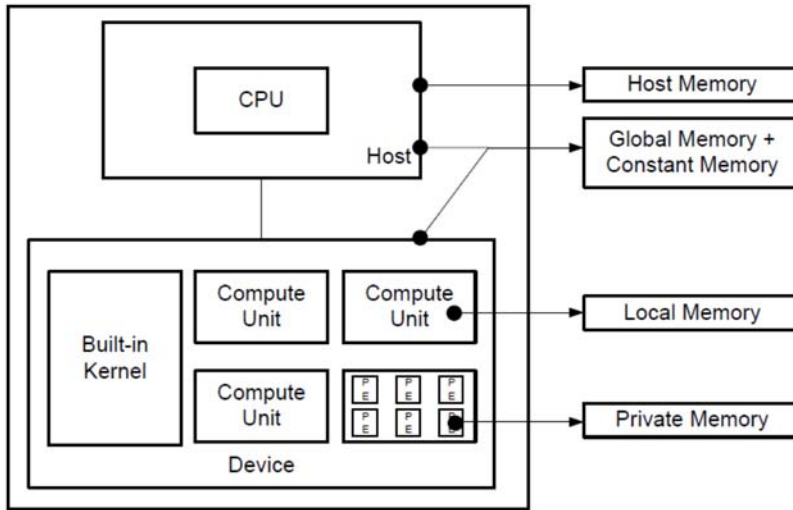 CPU
Host
Host Memory
Global Memory +
Constant Memory
Built-in
Kernel
Compute
Unit
Compute
Unit
Local Memory
Compute
Unit
P
E
P
E
P
E
P
E
P
E
Private Memory
Device